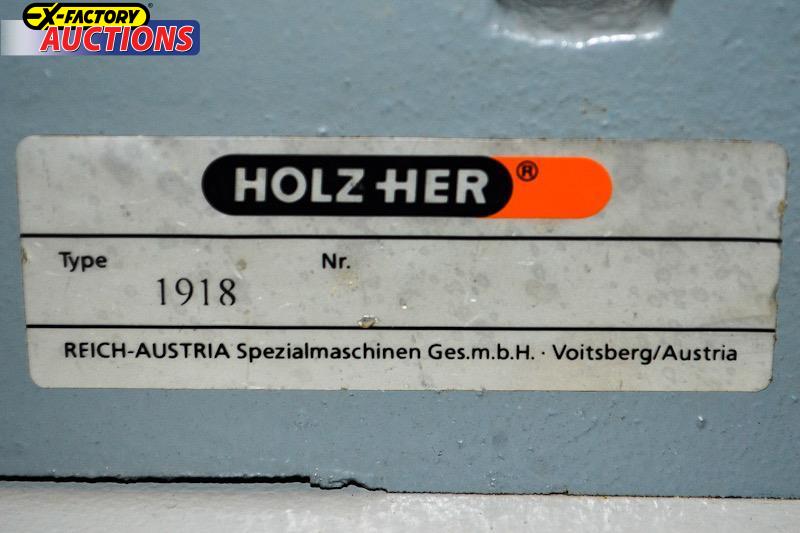 EX-FACTORY
AUCTIONS
HOLZ-HER ®
Type 1918 Nr.
REICH-AUSTRIA Spezialmaschinen Ges.m.b.H. · Voitsberg/Austria